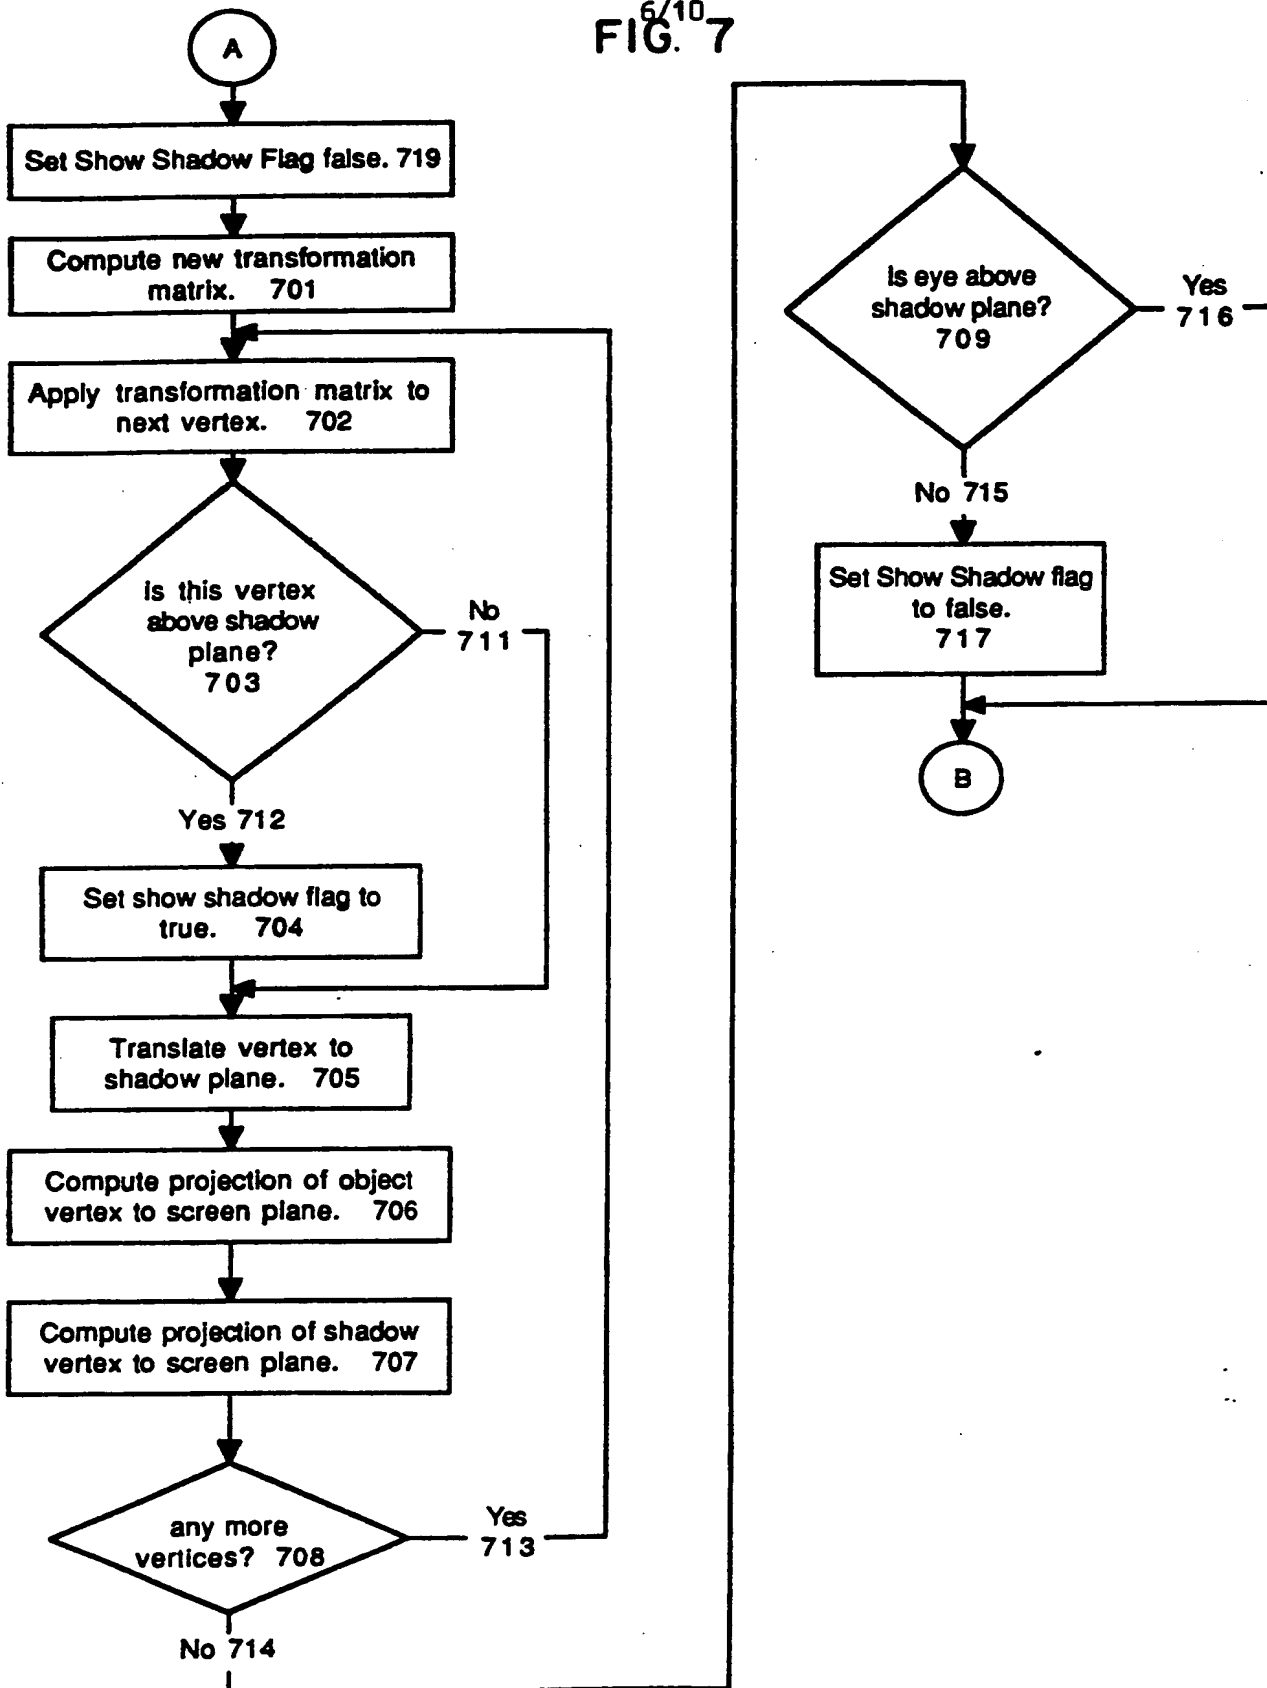 6/10
FIG. 7
A
Set Show Shadow Flag false. 719
Compute new transformation
matrix. 701
Apply transformation matrix to
next vertex. 702
is this vertex
above shadow
plane?
703
No
711
Yes 712
Set show shadow flag to
true. 704
Translate vertex to
shadow plane. 705
Compute projection of object
vertex to screen plane. 706
Compute projection of shadow
vertex to screen plane. 707
any more
vertices? 708
Yes
713
No 714
is eye above
shadow plane?
709
Yes
716
No 715
Set Show Shadow flag
to false.
717
B